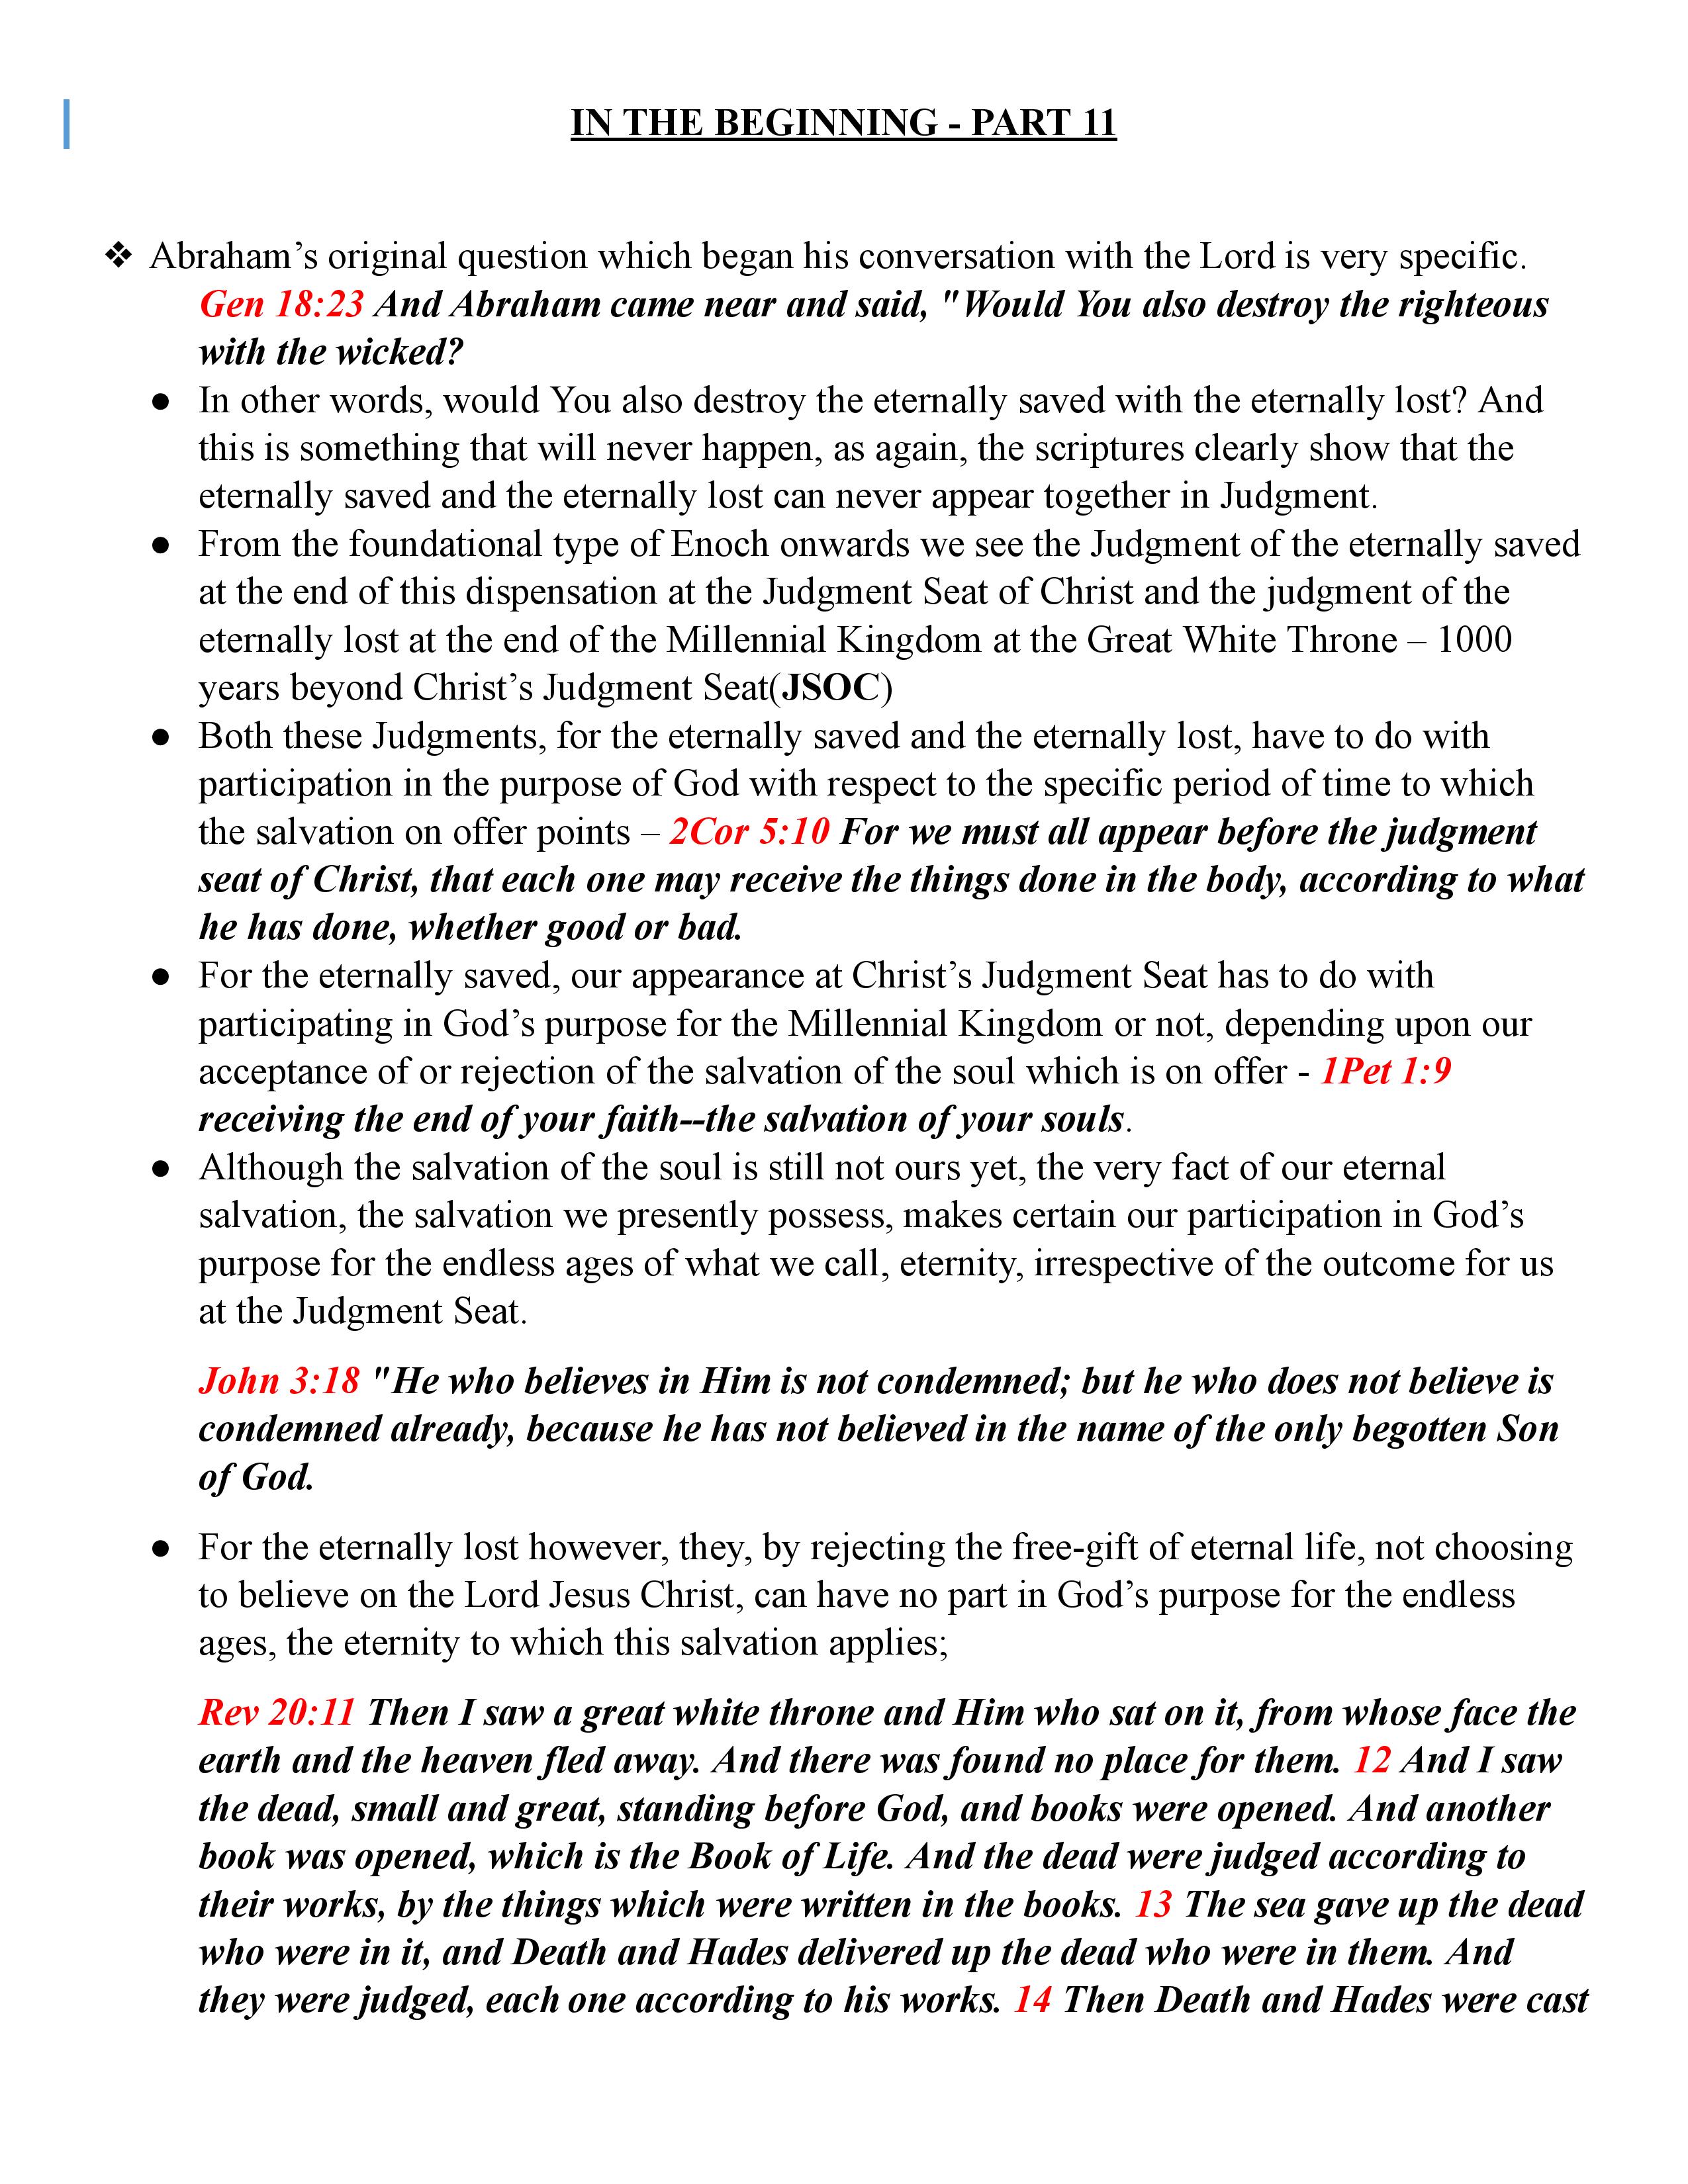 IN THE BEGINNING - PART 11
❖ Abraham’s original question which began his conversation with the Lord is very specific.
Gen 18:23 And Abraham came near and said, "Would You also destroy the righteous
with the wicked?
● In other words, would You also destroy the eternally saved with the eternally lost? And
this is something that will never happen, as again, the scriptures clearly show that the
eternally saved and the eternally lost can never appear together in Judgment.
● From the foundational type of Enoch onwards we see the Judgment of the eternally saved
at the end of this dispensation at the Judgment Seat of Christ and the judgment of the
eternally lost at the end of the Millennial Kingdom at the Great White Throne – 1000
years beyond Christ’s Judgment Seat(JSOC)
● Both these Judgments, for the eternally saved and the eternally lost, have to do with
participation in the purpose of God with respect to the specific period of time to which
the salvation on offer points – 2Cor 5:10 For we must all appear before the judgment
seat of Christ, that each one may receive the things done in the body, according to what
he has done, whether good or bad.
● For the eternally saved, our appearance at Christ’s Judgment Seat has to do with
participating in God’s purpose for the Millennial Kingdom or not, depending upon our
acceptance of or rejection of the salvation of the soul which is on offer - 1Pet 1:9
receiving the end of your faith--the salvation of your souls.
● Although the salvation of the soul is still not ours yet, the very fact of our eternal
salvation, the salvation we presently possess, makes certain our participation in God’s
purpose for the endless ages of what we call, eternity, irrespective of the outcome for us
at the Judgment Seat.
John 3:18 "He who believes in Him is not condemned; but he who does not believe is
condemned already, because he has not believed in the name of the only begotten Son
of God.
● For the eternally lost however, they, by rejecting the free-gift of eternal life, not choosing
to believe on the Lord Jesus Christ, can have no part in God’s purpose for the endless
ages, the eternity to which this salvation applies;
Rev 20:11 Then I saw a great white throne and Him who sat on it, from whose face the
earth and the heaven fled away. And there was found no place for them. 12 And I saw
the dead, small and great, standing before God, and books were opened. And another
book was opened, which is the Book of Life. And the dead were judged according to
their works, by the things which were written in the books. 13 The sea gave up the dead
who were in it, and Death and Hades delivered up the dead who were in them. And
they were judged, each one according to his works. 14 Then Death and Hades were cast